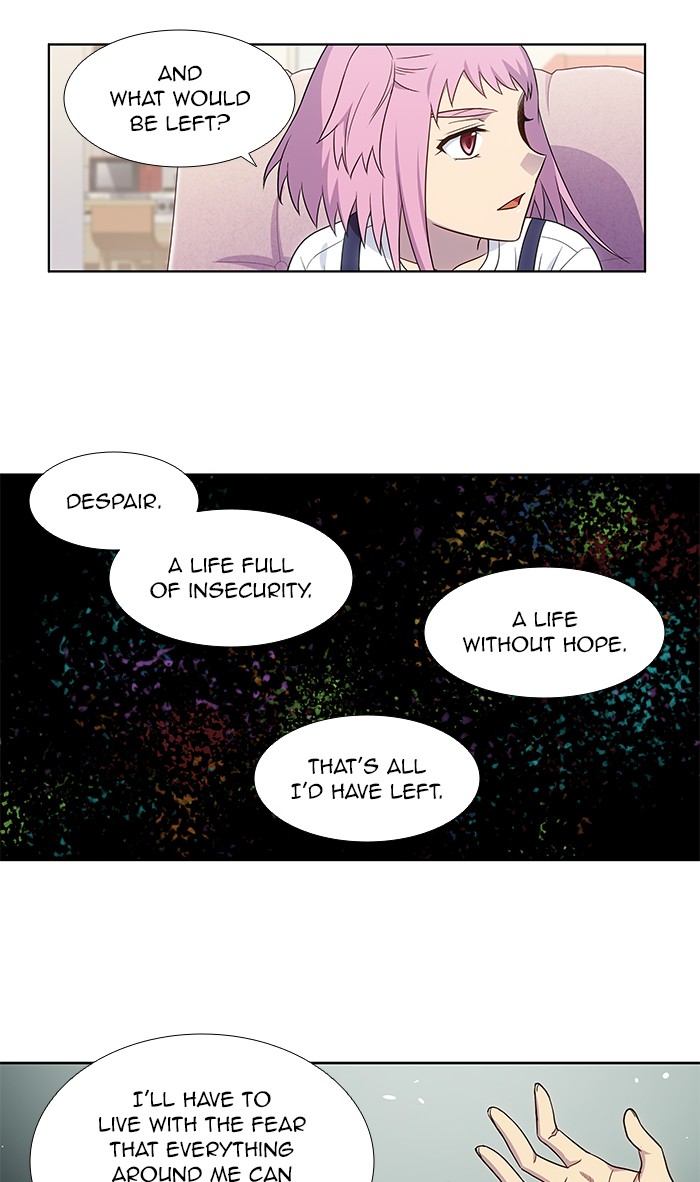 AND
WHAT WOULD
BE LEFT?
DESPAIR.
A LIFE FULL
OF INSECURITY.
A LIFE
WITHOUT HOPE.
THAT'S ALL
I'D HAVE LEFT.
I'LL HAVE TO
LIVE WITH THE FEAR
THAT EVERYTHING
AROUND ME CAN